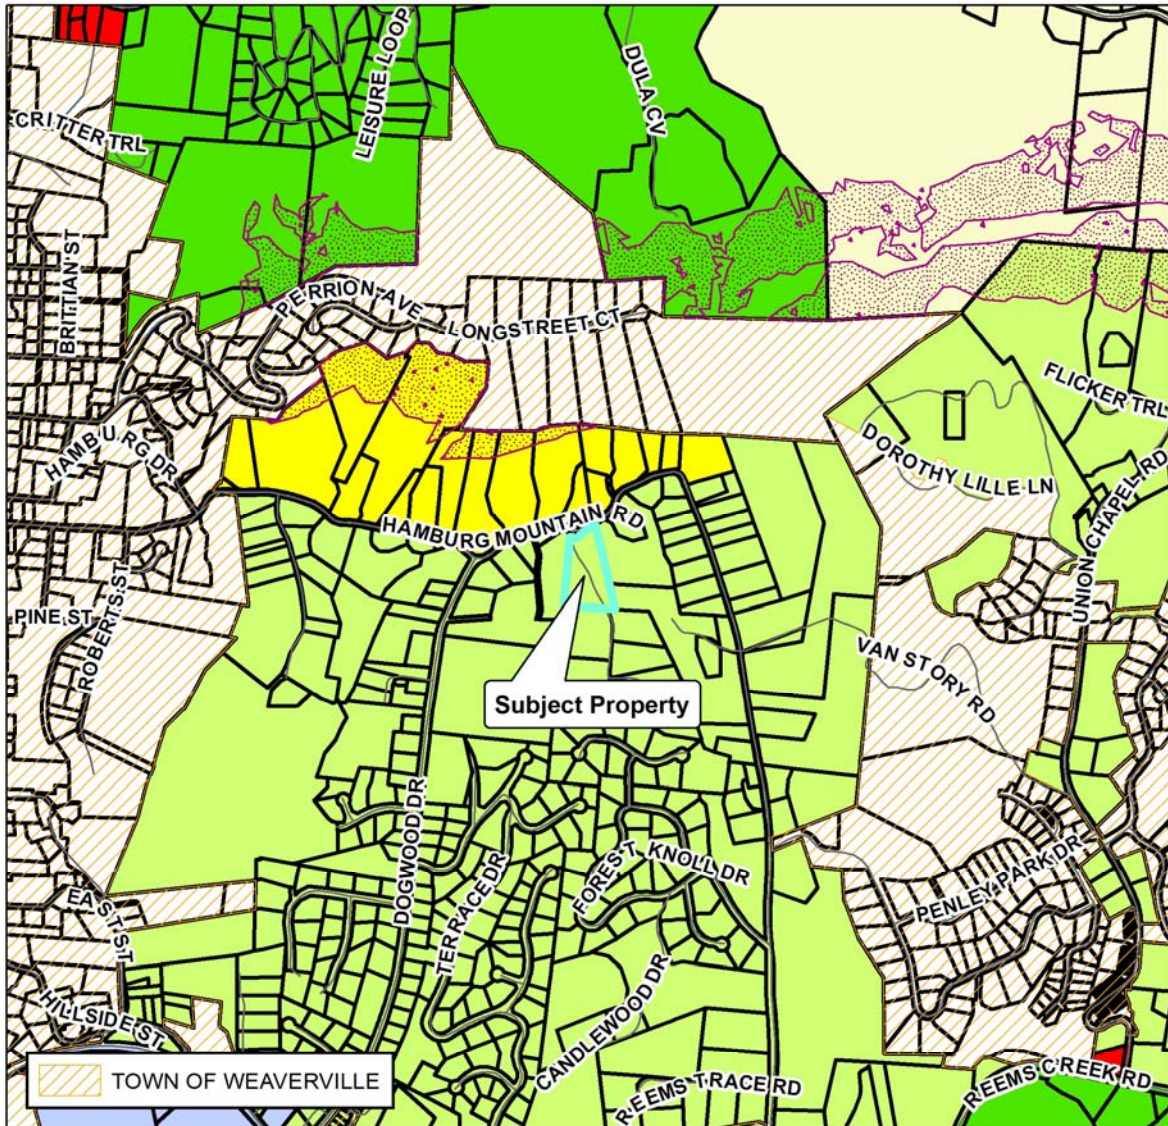 LEISURE LOOP
DULA CV
CRITTER TRL
BRITTIAN ST
PERRION AVE
LONGSTREET CT
FLICKER TRL
HAMBURG DR
DOROTHY LILLE LN
UNION CHAPEL RD
HAMBURG MOUNTAIN RD
PINE ST
ROBERTS ST
VAN STORY RD
Subject Property
DOGWOOD DR
TERRACE DR
FOREST KNOLL DR
PENLEY PARK DR
EAST ST
CANDLEWOOD DR
HILLSIDE ST
REEMS TRACE RD
REEMS CREEK RD
TOWN OF WEAVERVILLE